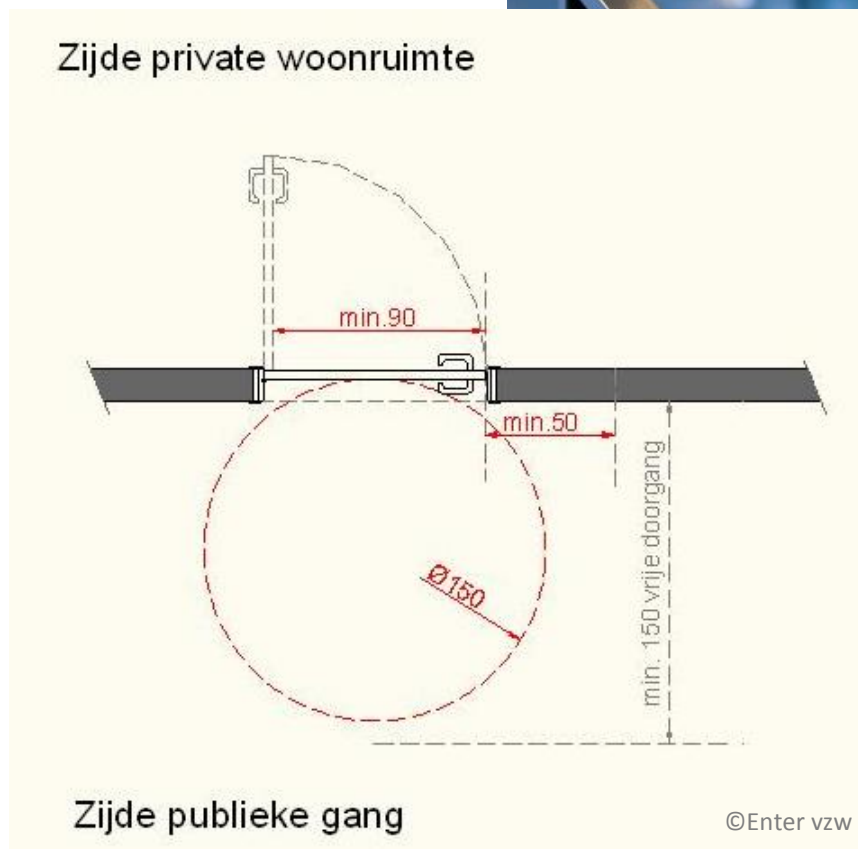 Zijde private woonruimte
min.90
min.50
min. 150 vrije doorgang
Ø150
Zijde publieke gang
©Enter vzw